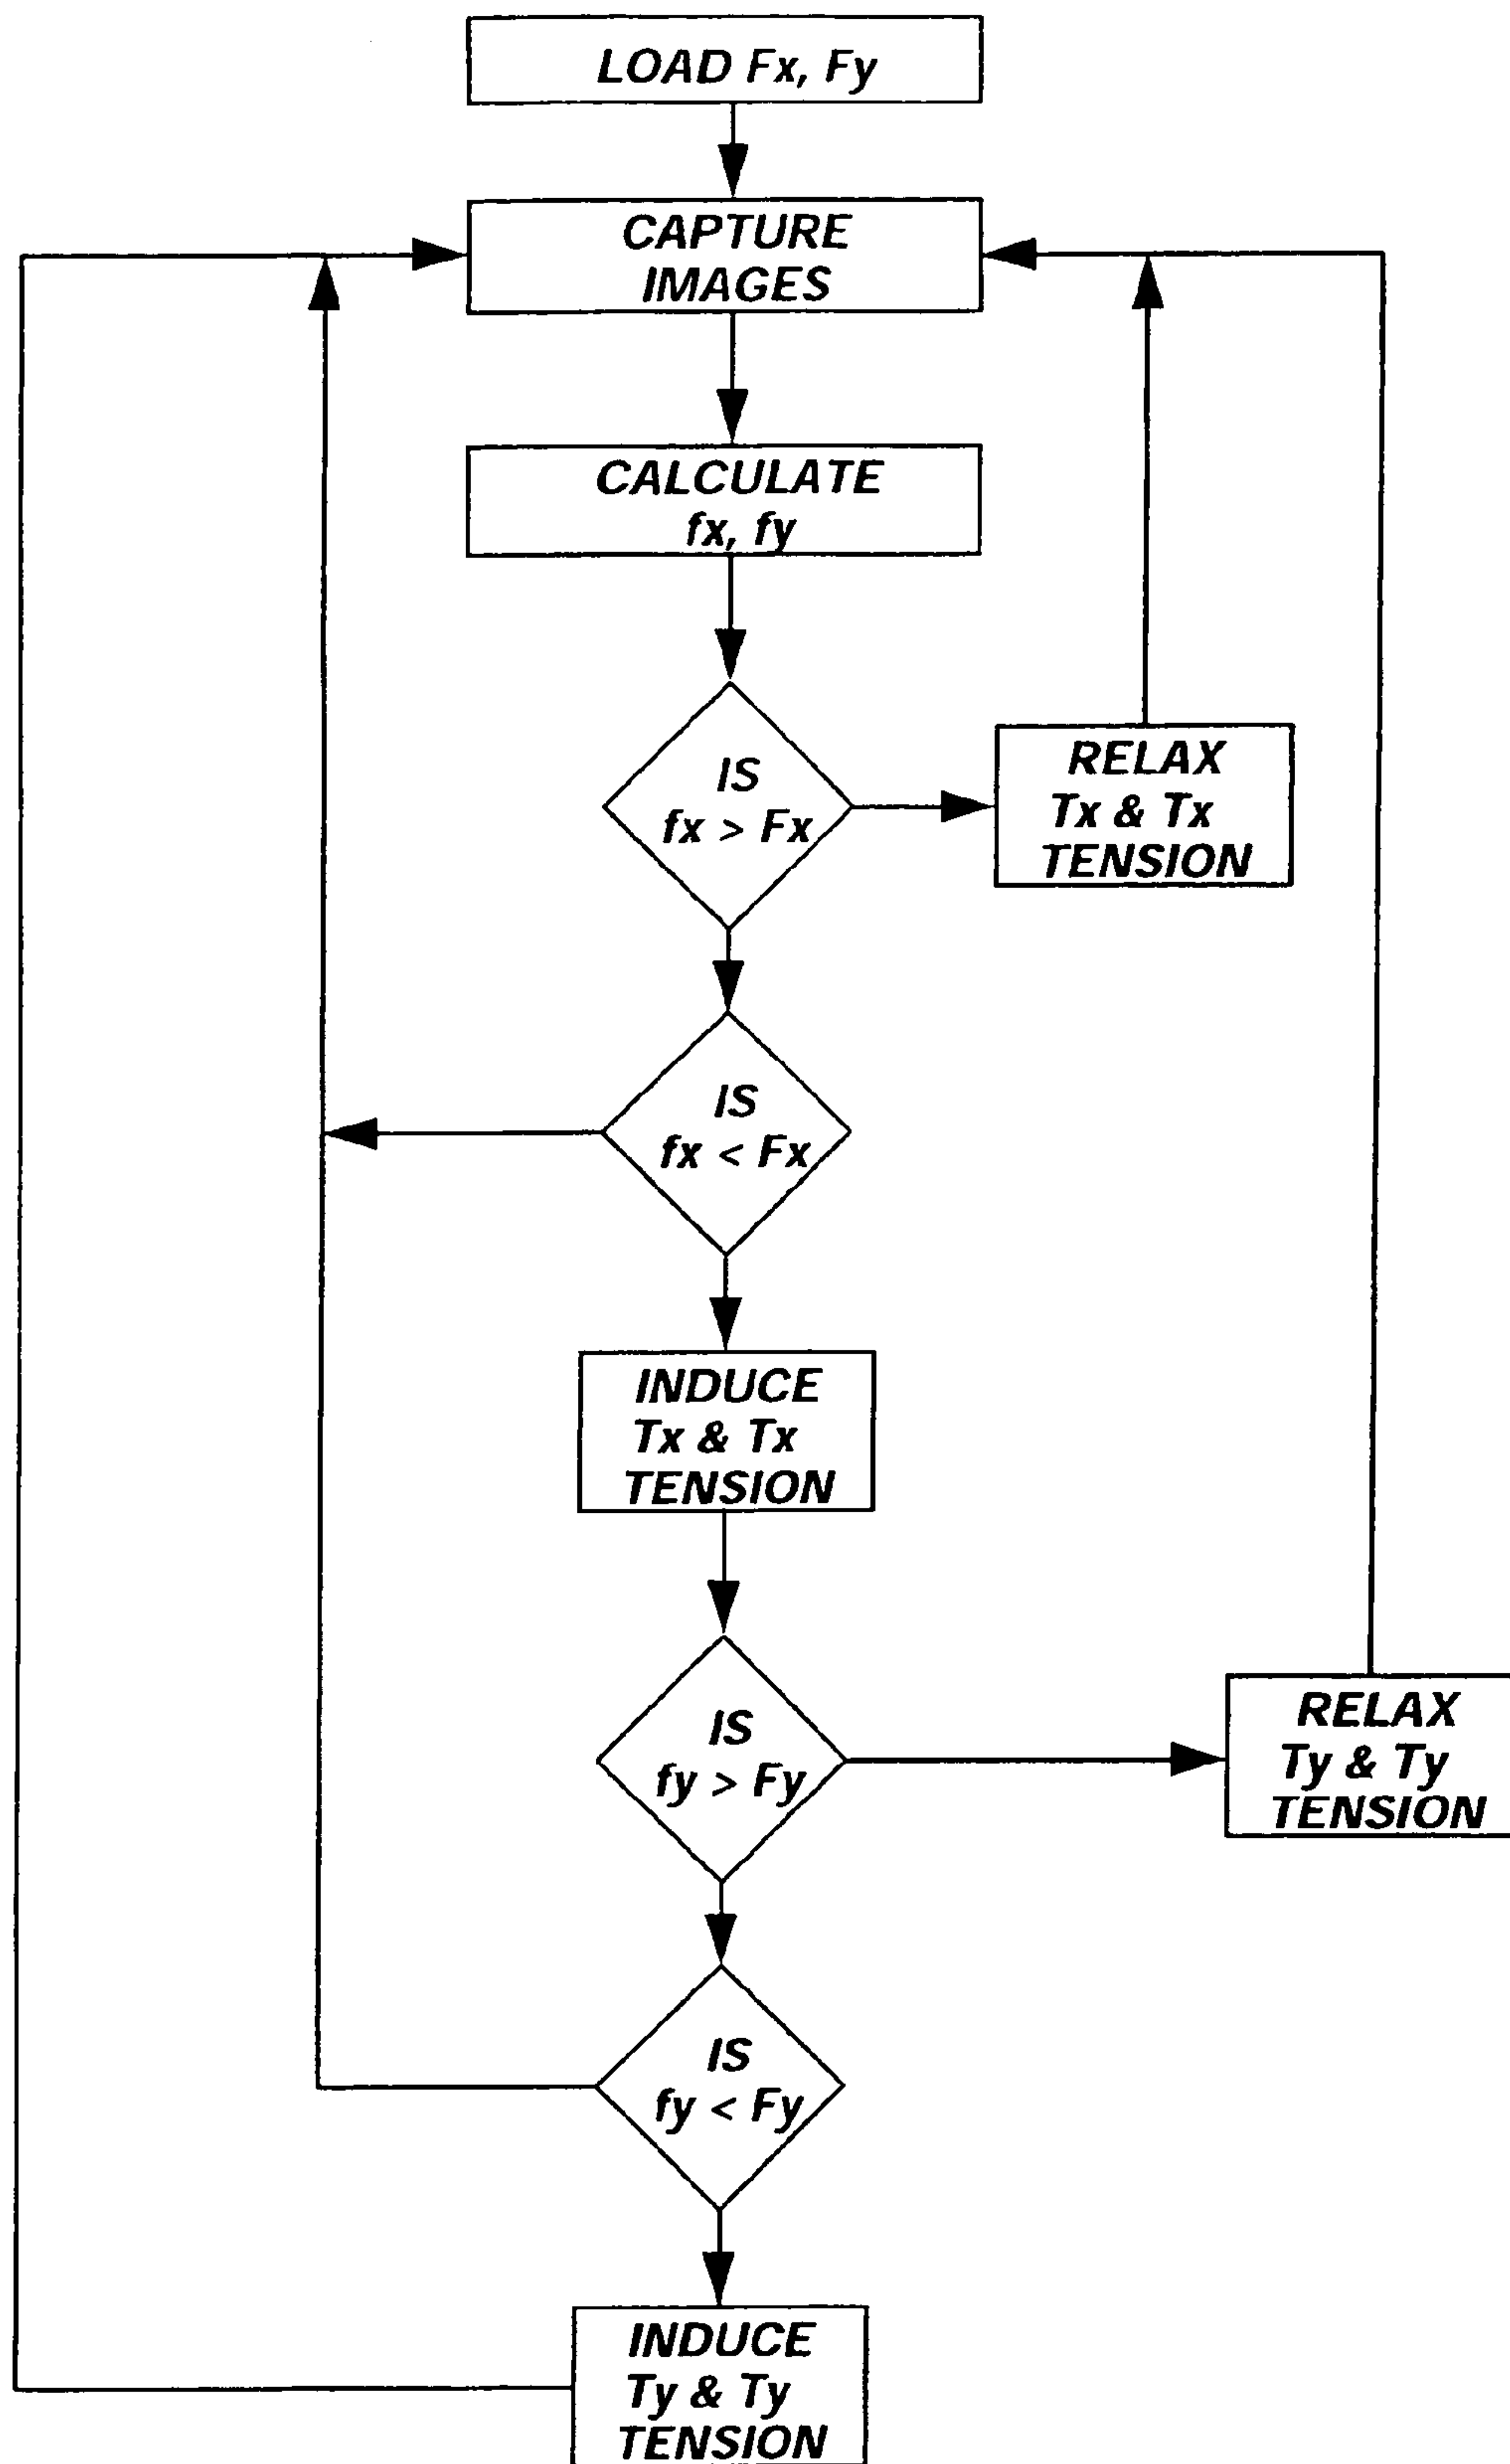 LOAD Fx, Fy
CAPTURE
IMAGES
CALCULATE
fx, fy
IS
fx > Fx
RELAX
Tx & Tx
TENSION
IS
fx < Fx
INDUCE
Tx & Tx
TENSION
IS
fy > Fy
RELAX
Ty & Ty
TENSION
IS
fy < Fy
INDUCE
Ty & Ty
TENSION